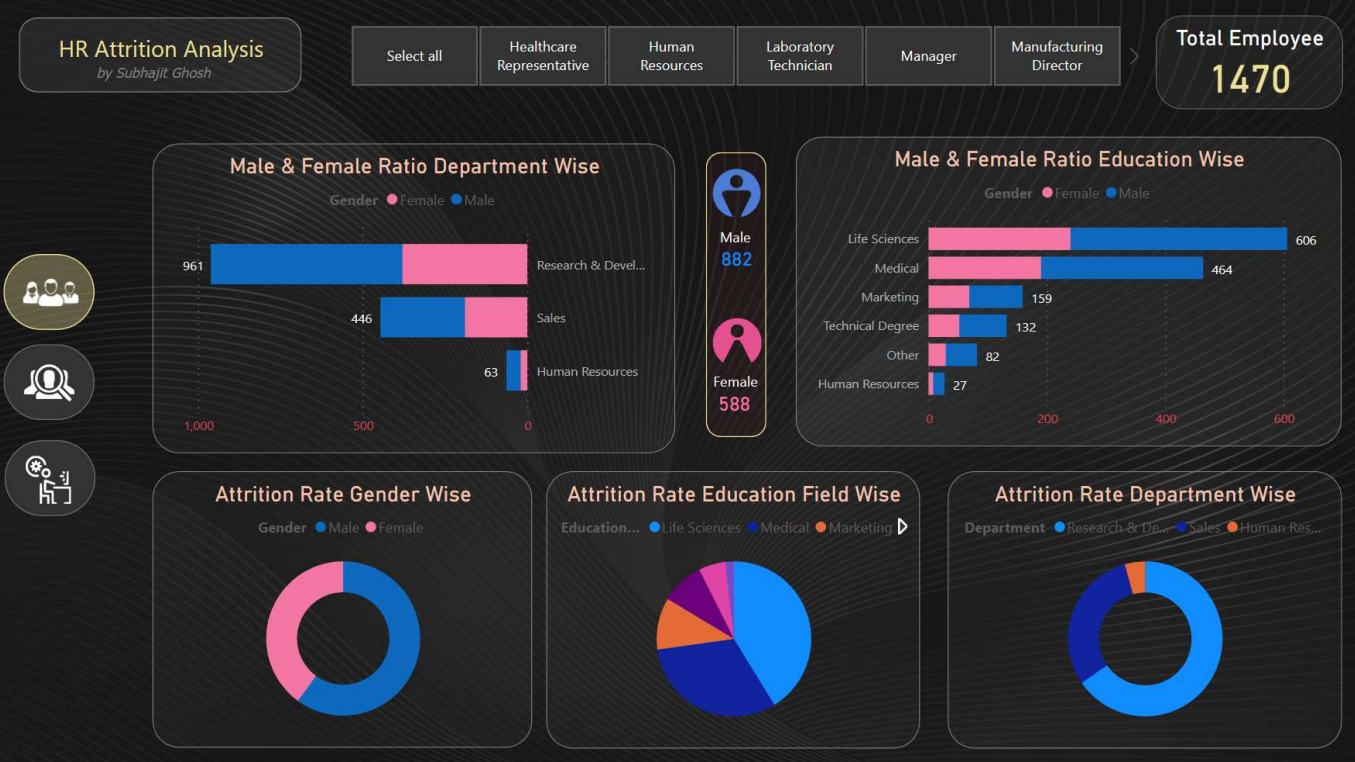 HR Attrition Analysis
by Subhajit Ghosh
Select all
Healthcare
Representative
Human
Resources
Laboratory
Technician
Manager
Manufacturing
Director
Total Employee
1470
Male & Female Ratio Department Wise
Gender Female Male
961
Research & Devel...
446
Sales
63
Human Resources
1,000 500 0
Male
882
Female
588
Male & Female Ratio Education Wise
Gender Female Male
Life Sciences 606
Medical 464
Marketing 159
Technical Degree 132
Other 82
Human Resources 27
0 200 400 600
Attrition Rate Gender Wise
Gender Male Female
Attrition Rate Education Field Wise
Education... Life Sciences Medical Marketing
Attrition Rate Department Wise
Department Research & De... Sales Human Res...